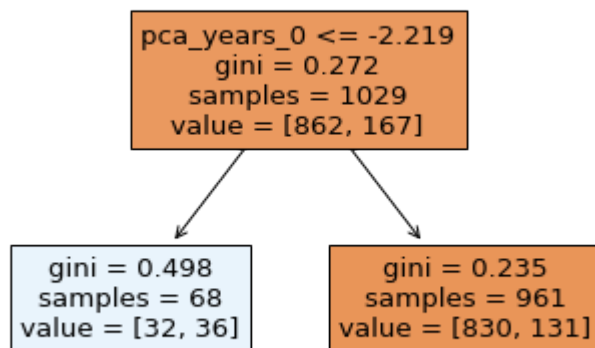 pca_years_0 <= -2.219
gini = 0.272
samples = 1029
value = [862, 167]
gini = 0.498
samples = 68
value = [32, 36]
gini = 0.235
samples = 961
value = [830, 131]